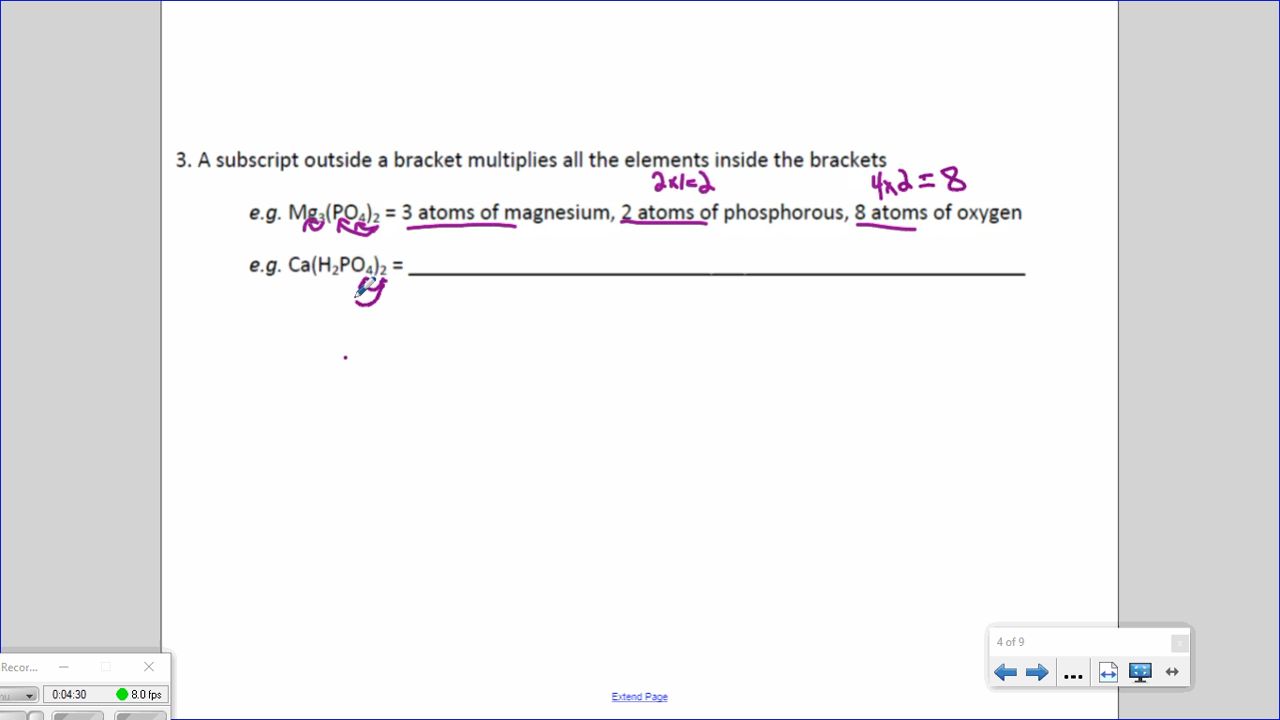 3. A subscript outside a bracket multiplies all the elements inside the brackets
2x1=2 4x2=8
e.g. Mg₃(PO₄)₂ = 3 atoms of magnesium, 2 atoms of phosphorous, 8 atoms of oxygen
e.g. Ca(H₂PO₄)₂ = ____________________
4 of 9
Recor...
0:04:30 8.0 fps
Extend Page